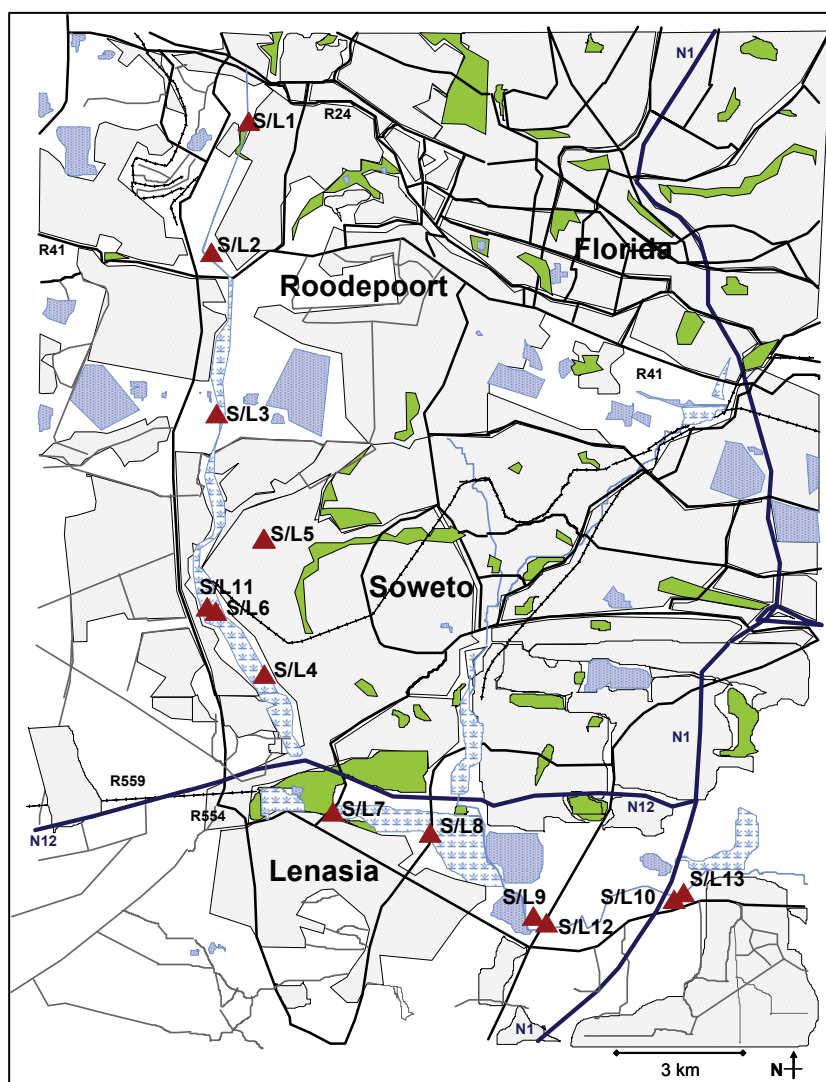 N1
S/L1
R24
S/L2
R41
Florida
Roodepoort
R41
S/L3
S/L5
Soweto
S/L11
S/L6
S/L4
N1
R559
R554
N12
N12
S/L7
S/L8
Lenasia
S/L9
S/L10
S/L13
S/L12
N1
3 km
N